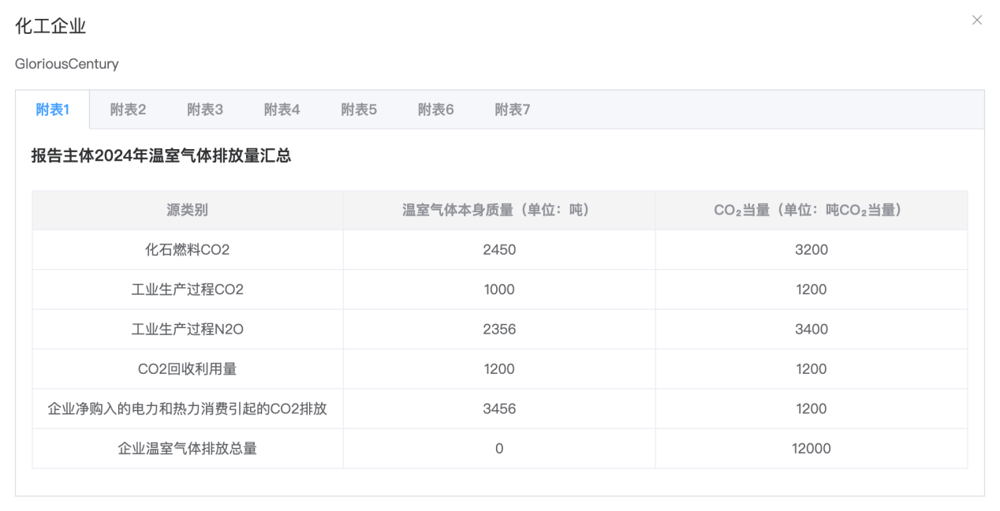 化工企业
GloriousCentury
附表1 附表2 附表3 附表4 附表5 附表6 附表7
报告主体2024年温室气体排放量汇总
源类别 温室气体本身质量（单位：吨） CO₂当量（单位：吨CO₂当量）
化石燃料CO2 2450 3200
工业生产过程CO2 1000 1200
工业生产过程N2O 2356 3400
CO2回收利用量 1200 1200
企业净购入的电力和热力消费引起的CO2排放 3456 1200
企业温室气体排放总量 0 12000